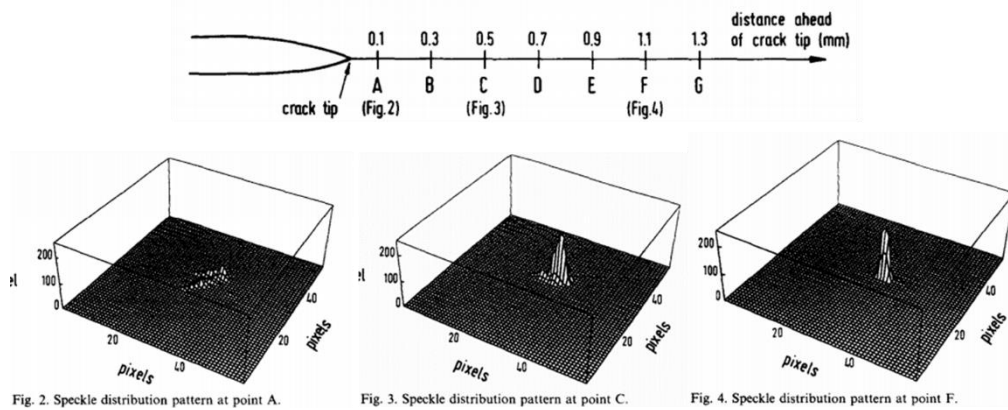 0.1 0.3 0.5 0.7 0.9 1.1 1.3 distance ahead
of crack tip (mm)
A B C D E F G
crack tip (Fig.2) (Fig.3) (Fig.4)
200
100
0
el
20
40
pixels
40
20
pixels
Fig. 2. Speckle distribution pattern at point A.
200
100
0
el
20
40
pixels
40
20
pixels
Fig. 3. Speckle distribution pattern at point C.
200
100
0
20
40
pixels
40
20
pixels
Fig. 4. Speckle distribution pattern at point F.